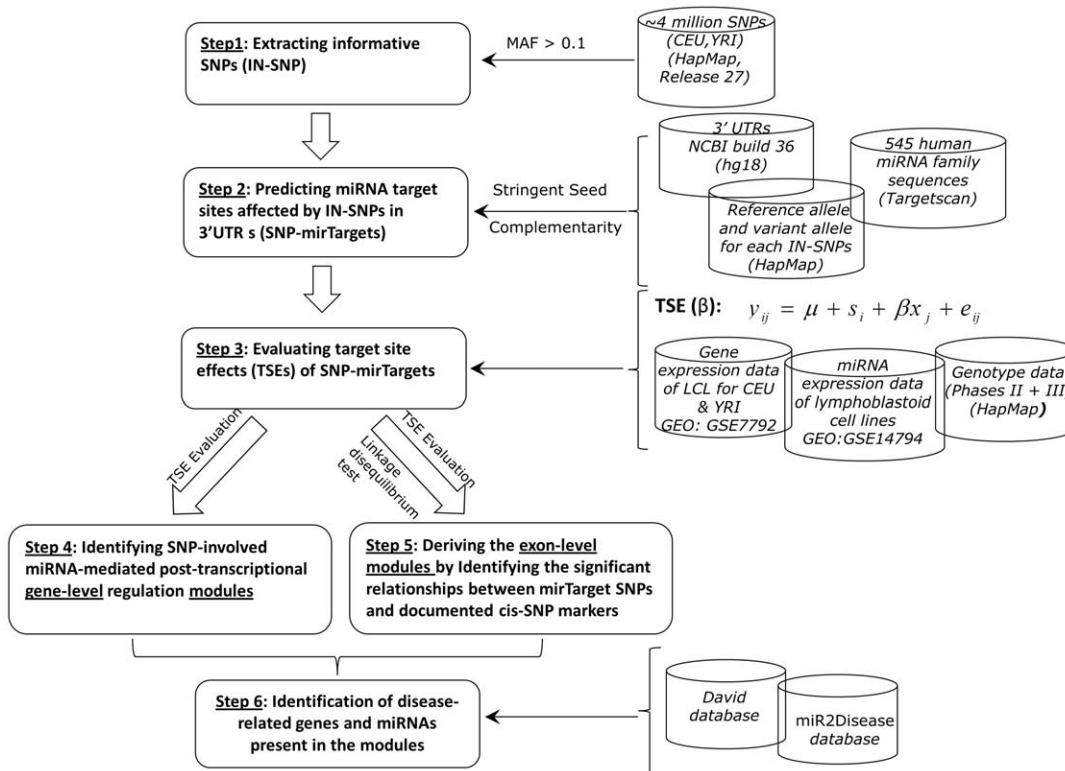 Step1: Extracting informative
SNPs (IN-SNP)
MAF > 0.1
~4 million SNPs
(CEU,YRI)
(HapMap,
Release 27)
Step 2: Predicting miRNA target
sites affected by IN-SNPs in
3'UTR s (SNP-mirTargets)
Stringent Seed
Complementarity
3' UTRs
NCBI build 36
(hg18)
545 human
miRNA family
sequences
(Targetscan)
Reference allele
and variant allele
for each IN-SNPs
(HapMap)
Step 3: Evaluating target site
effects (TSEs) of SNP-mirTargets
TSE (β): y_{ij} = μ + s_i + βx_j + e_{ij}
Gene
expression data
of LCL for CEU
& YRI
GEO: GSE7792
miRNA
expression data
of lymphoblastoid
cell lines
GEO:GSE14794
Genotype data
(Phases II + III)
(HapMap)
TSE Evaluation
TSE Evaluation
Linkage
disequilibrium
test
Step 4: Identifying SNP-involved
miRNA-mediated post-transcriptional
gene-level regulation modules
Step 5: Deriving the exon-level
modules by Identifying the significant
relationships between mirTarget SNPs
and documented cis-SNP markers
Step 6: Identification of disease-
related genes and miRNAs
present in the modules
David
database
miR2Disease
database